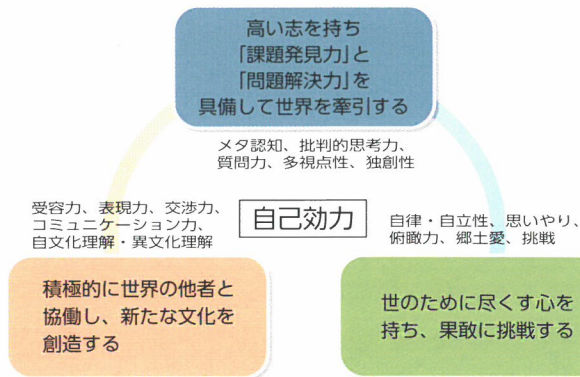 高い志を持ち
「課題発見力」と
「問題解決力」を
具備して世界を牽引する
メタ認知、批判的思考力、
質問力、多視点性、独創性
受容力、表現力、交渉力、
コミュニケーション力、
自文化理解・異文化理解
自己効力
自律・自立性、思いやり、
俯瞰力、郷土愛、挑戦
積極的に世界の他者と
協働し、新たな文化を
創造する
世のために尽くす心を
持ち、果敢に挑戦する